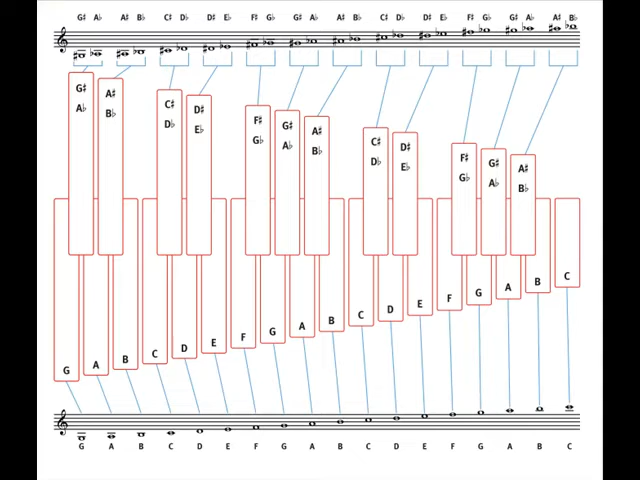 G♯ A♭ A♯ B♭ C♯ D♭ D♯ E♭ F♯ G♭ G♯ A♭ A♯ B♭ C♯ D♭ D♯ E♭ F♯ G♭ G♯ A♭ A♯ B♭
G♯
A♭
A♯
B♭
C♯
D♭
D♯
E♭
F♯
G♭
G♯
A♭
A♯
B♭
C♯
D♭
D♯
E♭
F♯
G♭
G♯
A♭
A♯
B♭
G A B C D E F G A B C D E F G A B C
G A B C D E F G A B C D E F G A B C